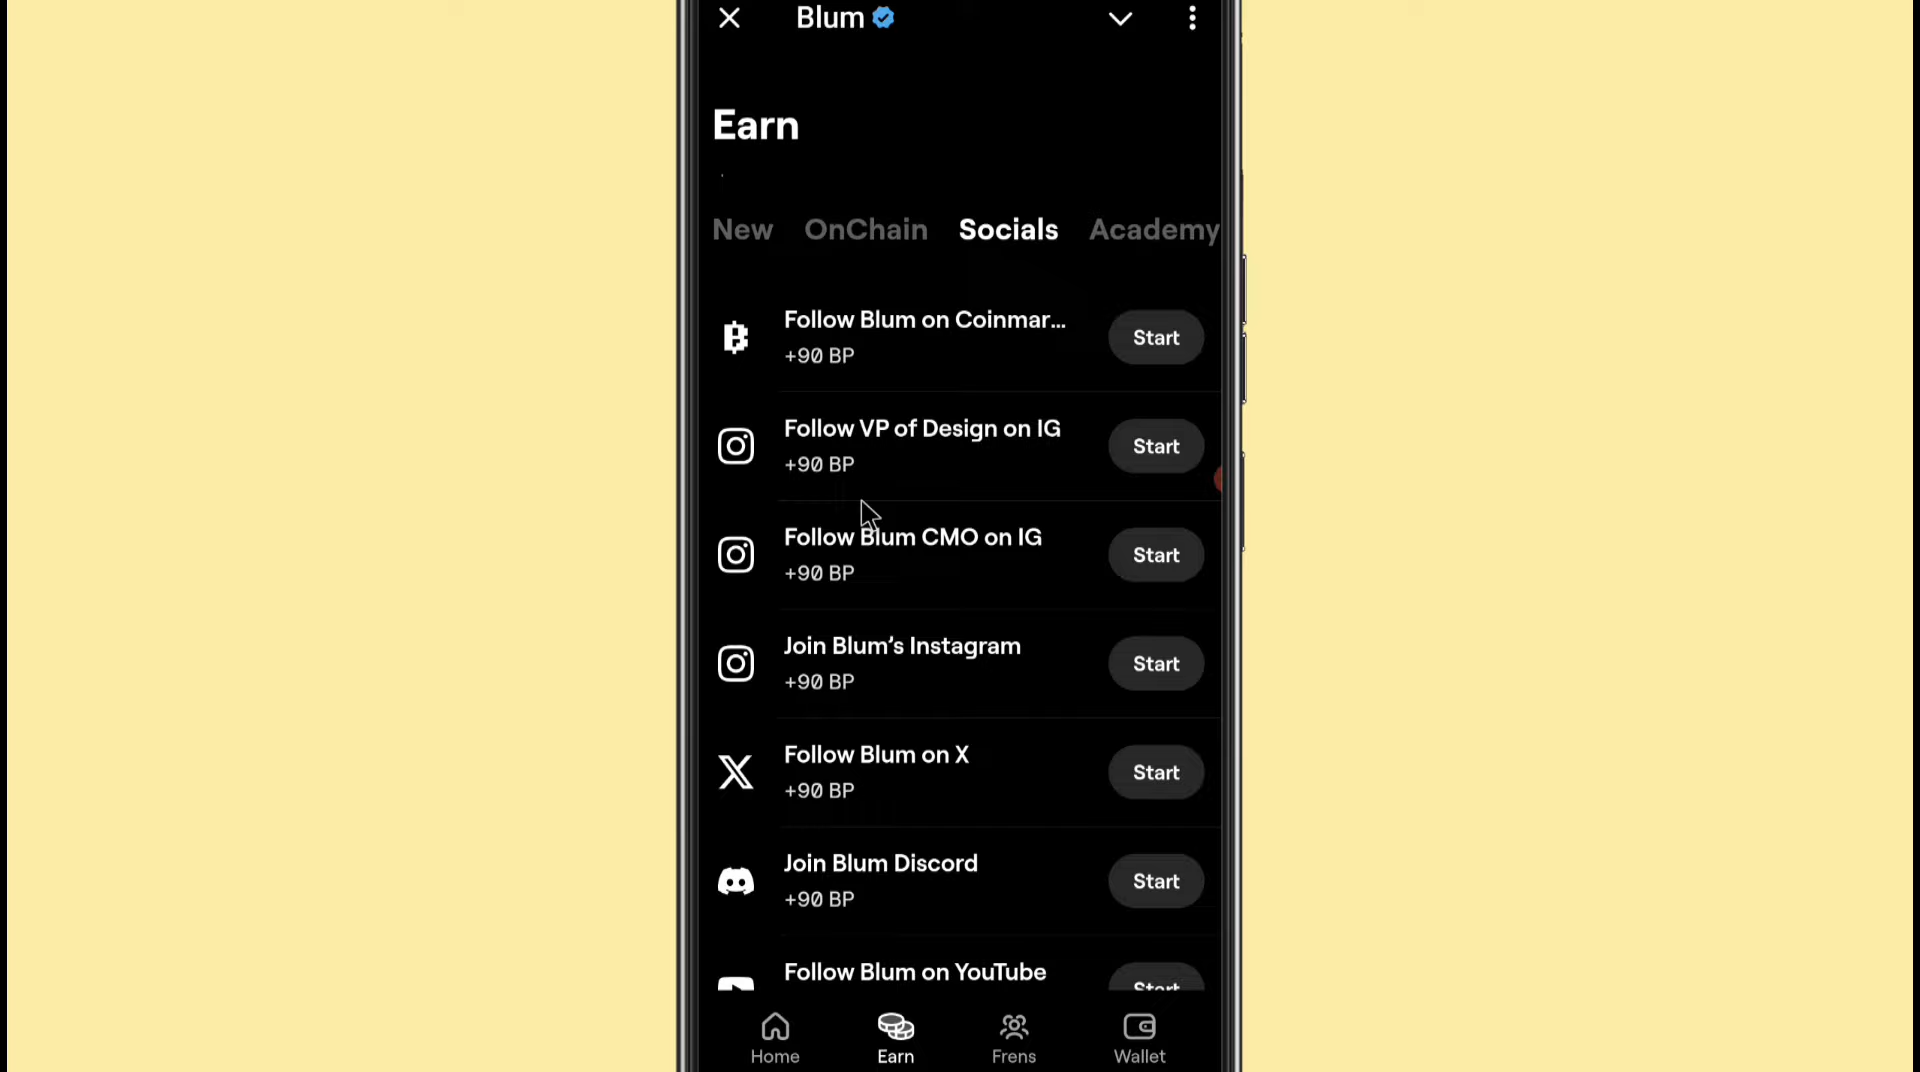 Blum
Earn
New OnChain Socials Academy
Follow Blum on Coinmar...
+90 BP
Start
Follow VP of Design on IG
+90 BP
Start
Follow Blum CMO on IG
+90 BP
Start
Join Blum’s Instagram
+90 BP
Start
Follow Blum on X
+90 BP
Start
Join Blum Discord
+90 BP
Start
Follow Blum on YouTube
Start
Home Earn Frens Wallet